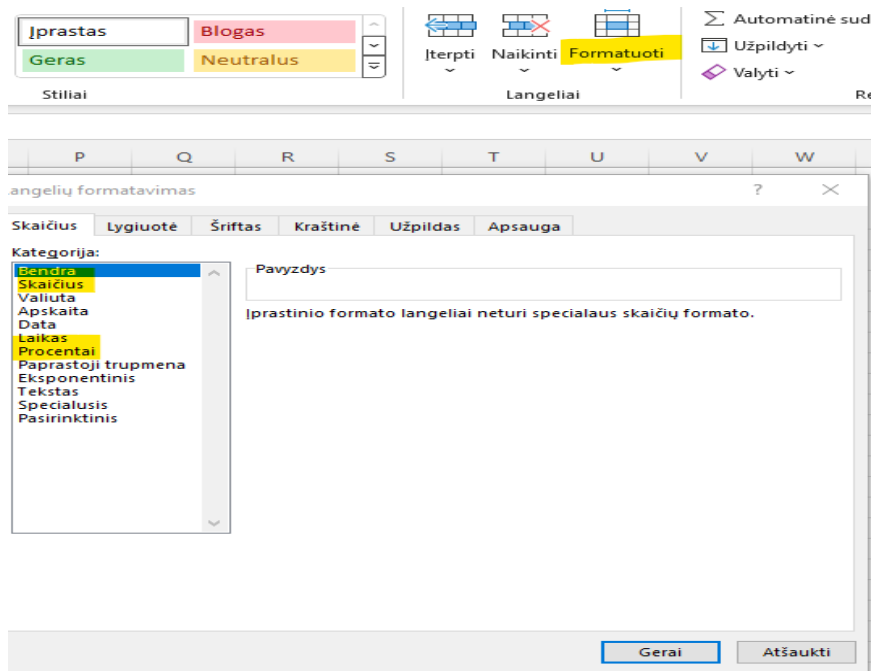 Įprastas Blogas
Geras Neutralus
Stiliai
Įterpti Naikinti Formatuoti
Langeliai
Automatinė sud
Užpildyti
Valyti
Re
P Q R S T U V W
angelių formatavimas ?
Skaičius Lygiuotė Šriftas Kraštinė Užpildas Apsauga
Kategorija:
Bendra
Skaičius
Valiuta
Apskaita
Data
Laikas
Procentai
Paprastoji trupmena
Eksponentinis
Tekstas
Specialusis
Pasirinktinis
Pavyzdys
Įprastinio formato langeliai neturi specialaus skaičių formato.
Gerai Atšaukti